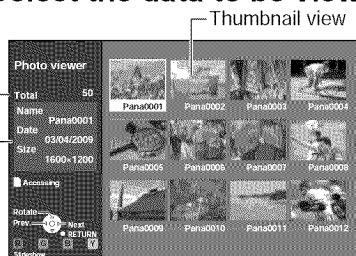 select the data to be view
Thumbnail view
Photo viewer
Total 50
Name
Pana0001
Date
03/04/2009
Size
1600×1200
Accessing
Rotate
Prev. Next
RETURN
R G B Y
Slideshow
Pana0001 Pana0002 Pana0003 Pana0004
Pana0005 Pana0006 Pana0007 Pana0008
Pana0009 Pana0010 Pana0011 Pana0012